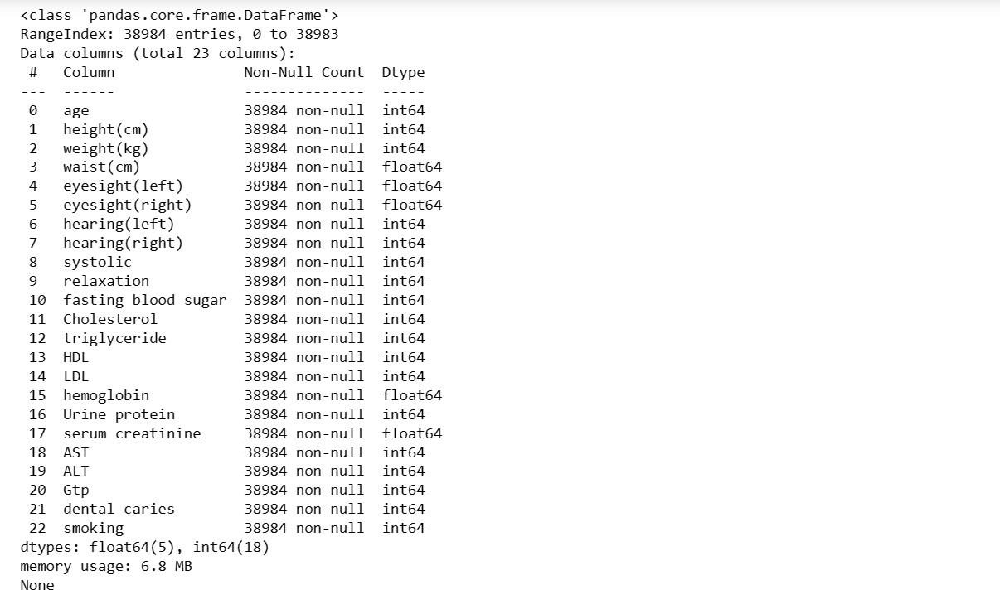 <class 'pandas.core.frame.DataFrame'>
RangeIndex: 38984 entries, 0 to 38983
Data columns (total 23 columns):
 #   Column               Non-Null Count  Dtype
---  ------               --------------  -----
 0   age                  38984 non-null  int64
 1   height(cm)           38984 non-null  int64
 2   weight(kg)           38984 non-null  int64
 3   waist(cm)            38984 non-null  float64
 4   eyesight(left)       38984 non-null  float64
 5   eyesight(right)      38984 non-null  float64
 6   hearing(left)        38984 non-null  int64
 7   hearing(right)       38984 non-null  int64
 8   systolic             38984 non-null  int64
 9   relaxation           38984 non-null  int64
 10  fasting blood sugar  38984 non-null  int64
 11  Cholesterol          38984 non-null  int64
 12  triglyceride         38984 non-null  int64
 13  HDL                  38984 non-null  int64
 14  LDL                  38984 non-null  int64
 15  hemoglobin           38984 non-null  float64
 16  Urine protein        38984 non-null  int64
 17  serum creatinine     38984 non-null  float64
 18  AST                  38984 non-null  int64
 19  ALT                  38984 non-null  int64
 20  Gtp                  38984 non-null  int64
 21  dental caries        38984 non-null  int64
 22  smoking              38984 non-null  int64
dtypes: float64(5), int64(18)
memory usage: 6.8 MB
None